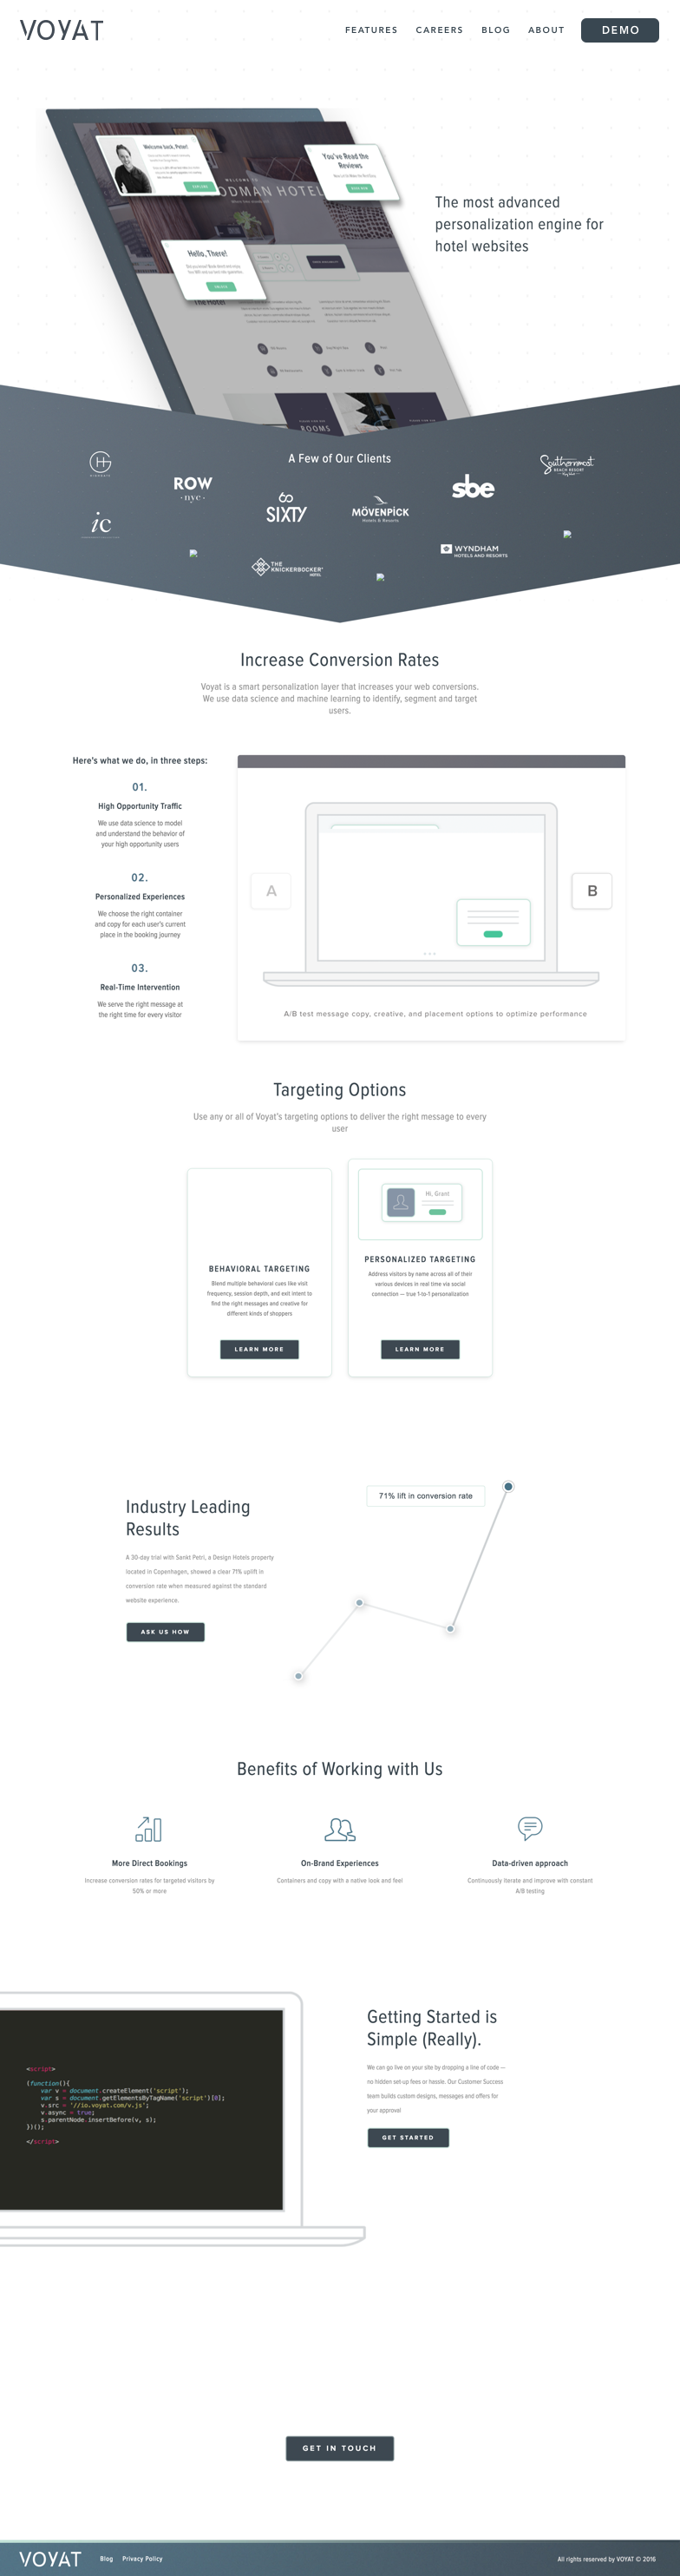 VOYAT
FEATURES CAREERS BLOG ABOUT DEMO
Welcome back, Peter!
You've Read the
Reviews
WELCOME TO
ODMAN HOTEL
Hello, There!
The Hotel
ROOMS
The most advanced
personalization engine for
hotel websites
A Few of Our Clients
ROW
nyc
60
SIXTY
MÖVENPICK
Hotels & Resorts
sbe
Southernmost
BEACH RESORT
ic
THE
KNICKERBOCKER
HOTEL
WYNDHAM
HOTELS AND RESORTS
Increase Conversion Rates
Voyat is a smart personalization layer that increases your web conversions.
We use data science and machine learning to identify, segment and target
users.
Here's what we do, in three steps:
01.
High Opportunity Traffic
We use data science to model
and understand the behavior of
your high opportunity users
02.
Personalized Experiences
We choose the right container
and copy for each user's current
place in the booking journey
03.
Real-Time Intervention
We serve the right message at
the right time for every visitor
A
B
A/B test message copy, creative, and placement options to optimize performance
Targeting Options
Use any or all of Voyat's targeting options to deliver the right message to every
user
BEHAVIORAL TARGETING
Blend multiple behavioral cues like visit
frequency, session depth, and exit intent to
find the right messages and creative for
different kinds of shoppers
LEARN MORE
Hi, Grant
PERSONALIZED TARGETING
Address visitors by name across all of their
various devices in real time via social
connection — true 1-to-1 personalization
LEARN MORE
Industry Leading
Results
A 30-day trial with Sankt Petri, a Design Hotels property
located in Copenhagen, showed a clear 71% uplift in
conversion rate when measured against the standard
website experience.
ASK US HOW
71% lift in conversion rate
Benefits of Working with Us
More Direct Bookings
Increase conversion rates for targeted visitors by
50% or more
On-Brand Experiences
Containers and copy with a native look and feel
Data-driven approach
Continuously iterate and improve with constant
A/B testing
<script>
(function(){
var v = document.createElement('script');
var s = document.getElementsByTagName('script')[0];
v.src = '//io.voyat.com/v.js';
v.async = true;
s.parentNode.insertBefore(v, s);
})();
</script>
Getting Started is
Simple (Really).
We can go live on your site by dropping a line of code —
no hidden set-up fees or hassle. Our Customer Success
team builds custom designs, messages and offers for
your approval
GET STARTED
GET IN TOUCH
VOYAT Blog Privacy Policy
All rights reserved by VOYAT © 2016